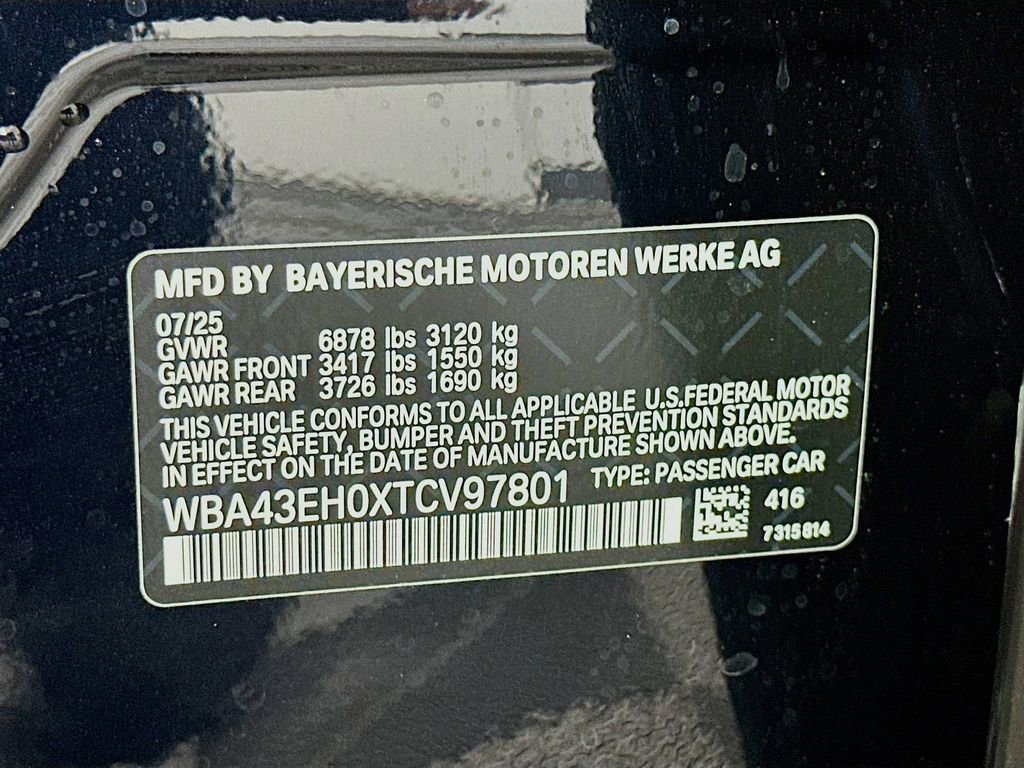 MFD BY BAYERISCHE MOTOREN WERKE AG
07/25
GVWR 6878 lbs 3120 kg
GAWR FRONT 3417 lbs 1550 kg
GAWR REAR 3726 lbs 1690 kg
THIS VEHICLE CONFORMS TO ALL APPLICABLE U.S.FEDERAL MOTOR
VEHICLE SAFETY, BUMPER AND THEFT PREVENTION STANDARDS
IN EFFECT ON THE DATE OF MANUFACTURE SHOWN ABOVE.
WBA43EH0XTCV97801 TYPE: PASSENGER CAR
416
7315814